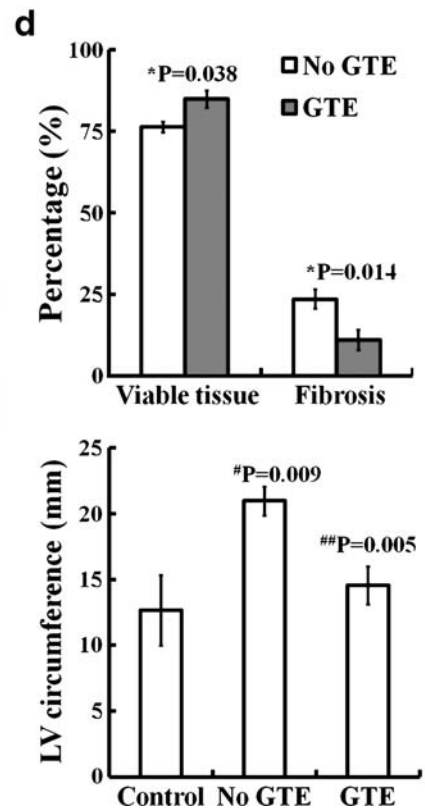 d
Percentage (%)
100
75
50
25
0
*P=0.038
No GTE
GTE
*P=0.014
Viable tissue
Fibrosis
LV circumference (mm)
25
20
15
10
5
0
#P=0.009
##P=0.005
Control
No GTE
GTE